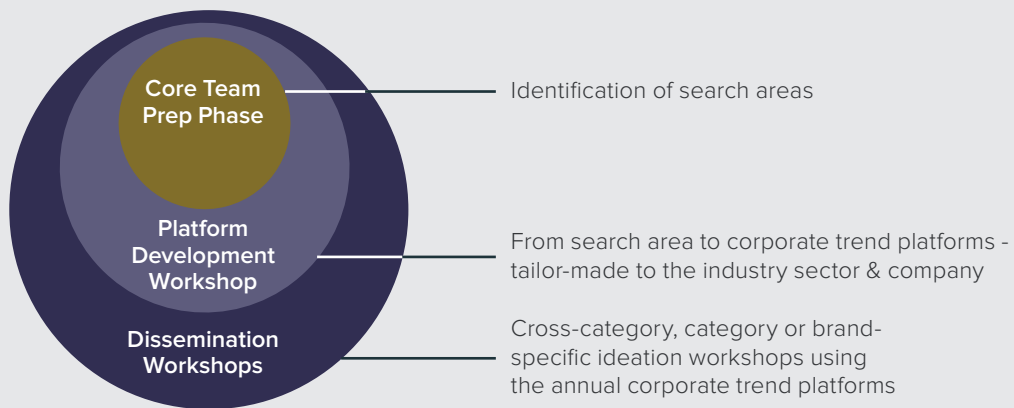 Core Team
Prep Phase
Identification of search areas
Platform
Development
Workshop
From search area to corporate trend platforms -
tailor-made to the industry sector & company
Dissemination
Workshops
Cross-category, category or brand-
specific ideation workshops using
the annual corporate trend platforms